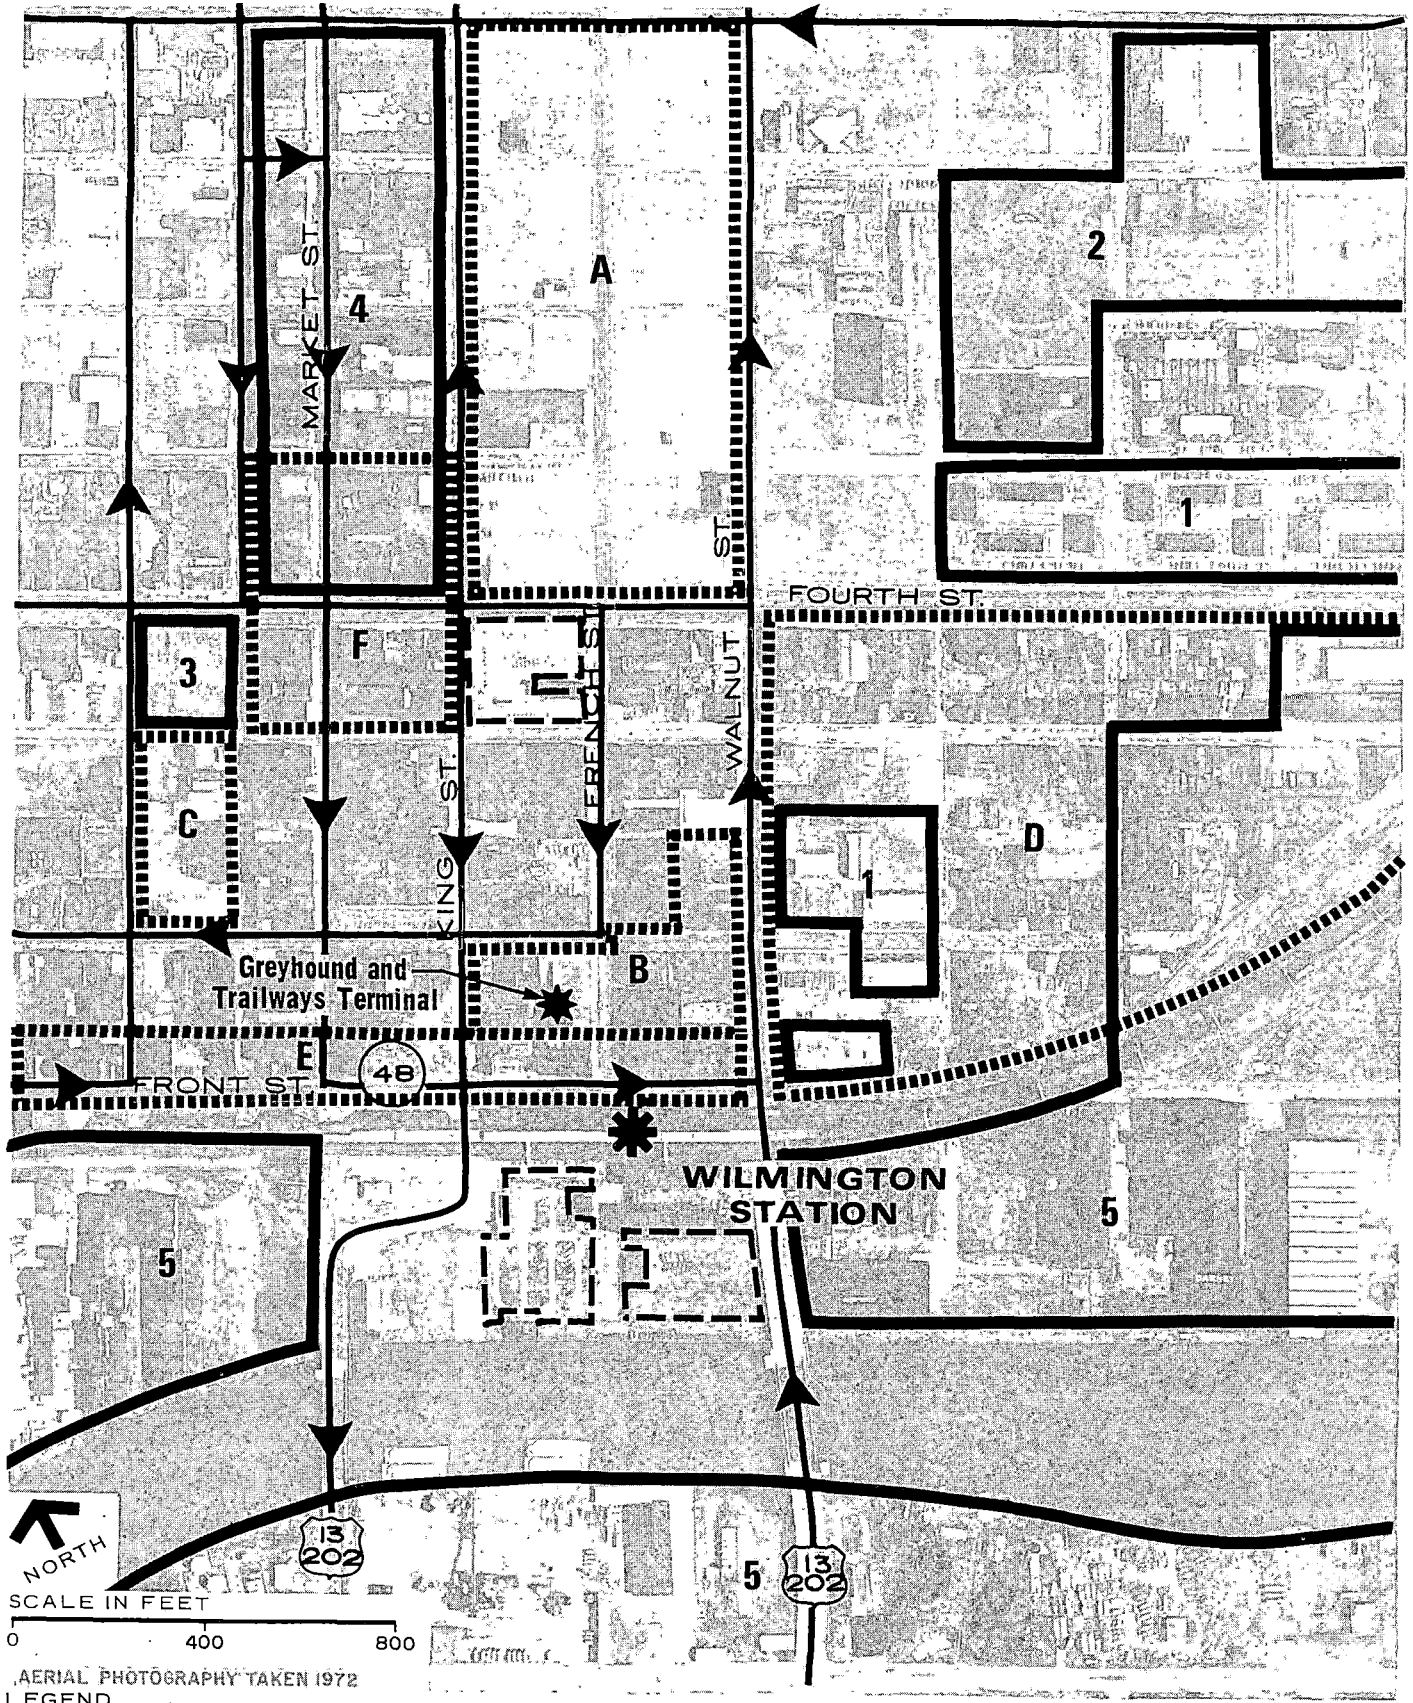 2
A
MARKET ST.
4
1
ST.
FOURTH ST.
F
3
FRENCH ST.
WALNUT
KING ST.
C
D
1
B
Greyhound and
Trailways Terminal
E
48
FRONT ST.
WILMINGTON
STATION
5
5
NORTH
13
202
5
13
202
SCALE IN FEET
0 400 800
AERIAL PHOTOGRAPHY TAKEN 1972
LEGEND